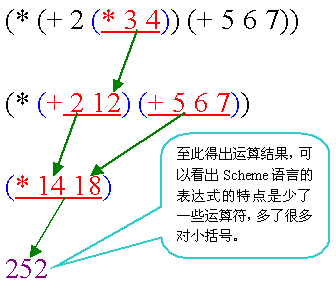 (* (+ 2 (* 3 4)) (+ 5 6 7))
(* (+ 2 12) (+ 5 6 7))
(* 14 18)
252
至此得出运算结果，可
以看出 Scheme 语言的
表达式的特点是少了
一些运算符，多了很多
对小括号。